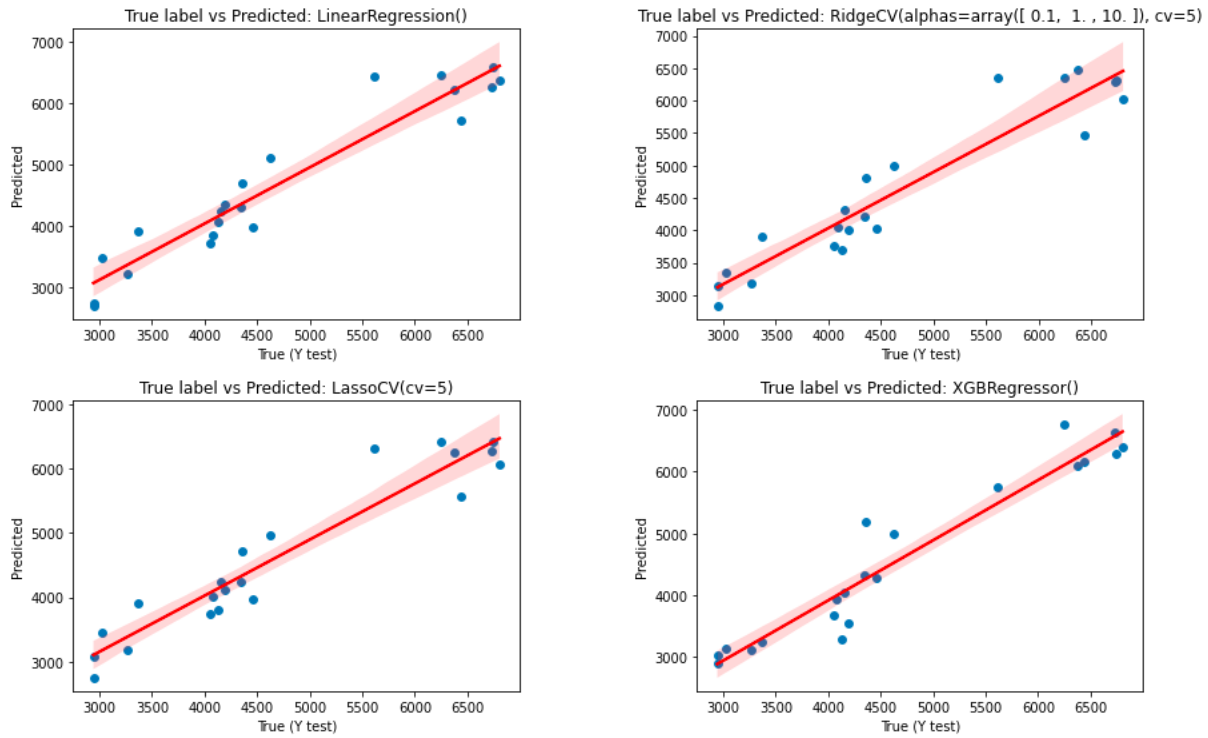 True label vs Predicted: LinearRegression()
7000
6000
5000
4000
3000
Predicted
3000 3500 4000 4500 5000 5500 6000 6500
True (Y test)
True label vs Predicted: RidgeCV(alphas=array([ 0.1,  1. , 10. ]), cv=5)
7000
6500
6000
5500
5000
4500
4000
3500
3000
Predicted
3000 3500 4000 4500 5000 5500 6000 6500
True (Y test)
True label vs Predicted: LassoCV(cv=5)
7000
6000
5000
4000
3000
Predicted
3000 3500 4000 4500 5000 5500 6000 6500
True (Y test)
True label vs Predicted: XGBRegressor()
7000
6000
5000
4000
3000
Predicted
3000 3500 4000 4500 5000 5500 6000 6500
True (Y test)